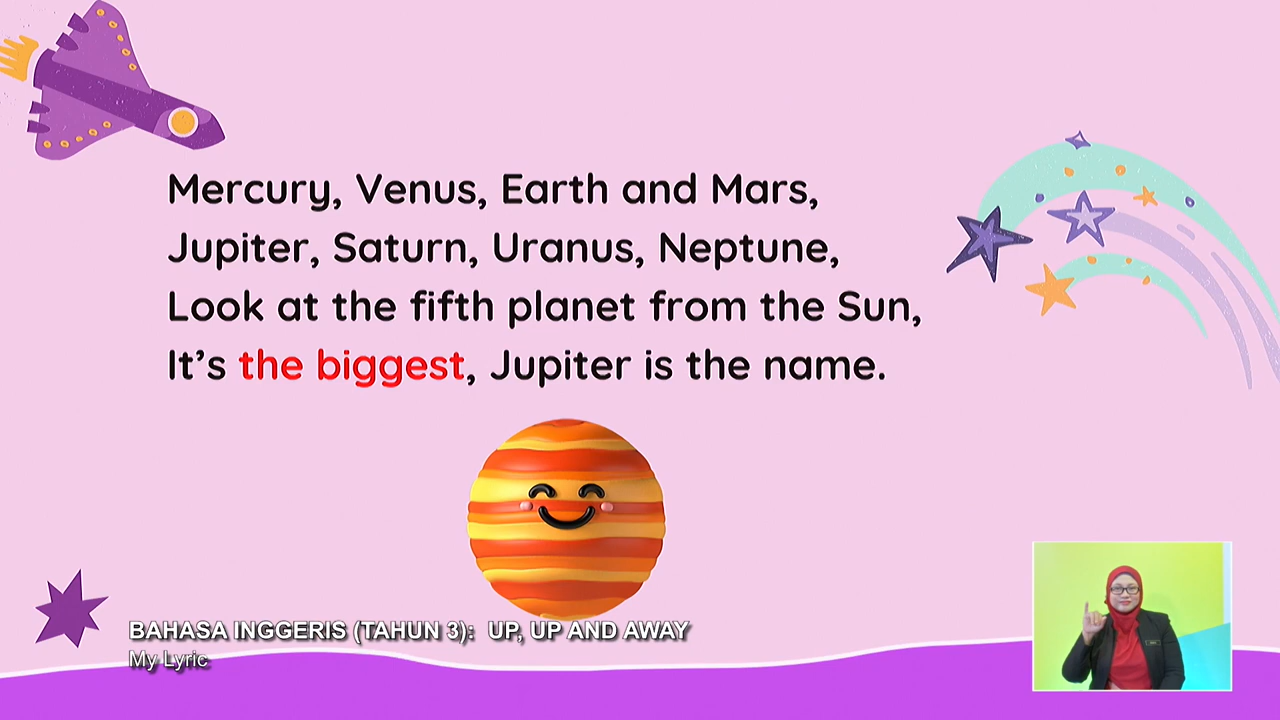 Mercury, Venus, Earth and Mars,
Jupiter, Saturn, Uranus, Neptune,
Look at the fifth planet from the Sun,
It’s the biggest, Jupiter is the name.
BAHASA INGGERIS (TAHUN 3): UP, UP AND AWAY
My Lyric